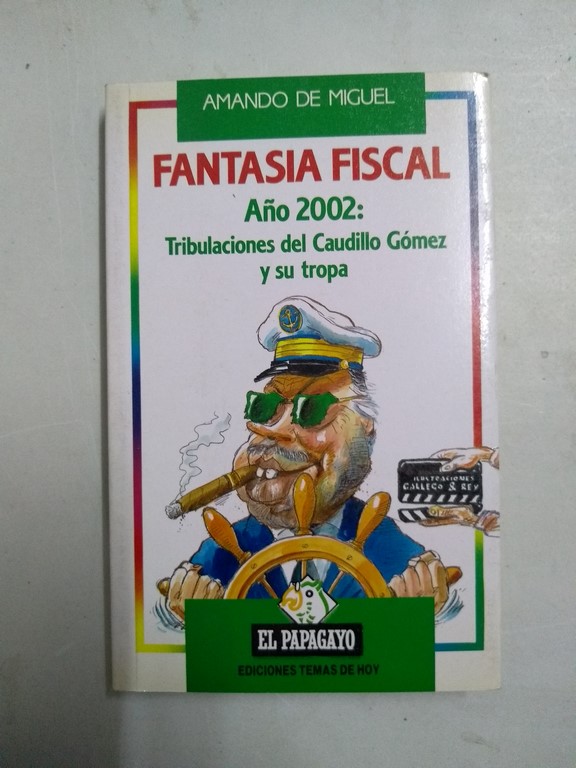 AMANDO DE MIGUEL
FANTASIA FISCAL
Año 2002:
Tribulaciones del Caudillo Gómez
y su tropa
ILUSTRACIONES
GALLEGO & REY
EL PAPAGAYO
EDICIONES TEMAS DE HOY